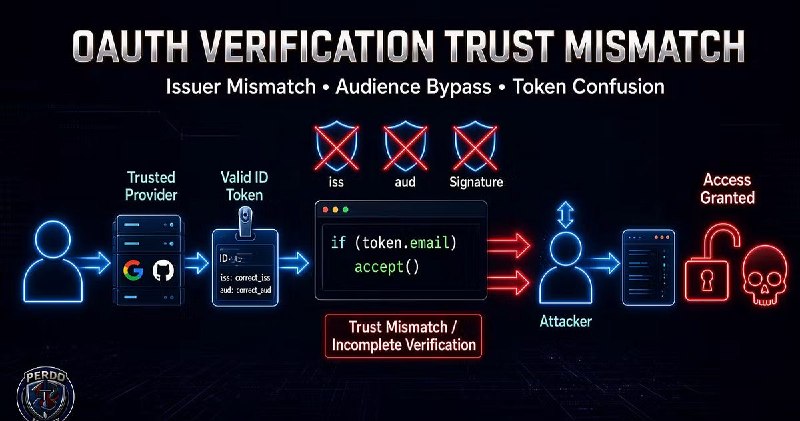 OAUTH VERIFICATION TRUST MISMATCH
Issuer Mismatch • Audience Bypass • Token Confusion
Trusted
Provider
Valid ID
Token
iss
aud
Signature
Access
Granted
ID
iss: correct_iss
aud: correct_aud
if (token.email)
accept()
Attacker
Trust Mismatch /
Incomplete Verification
PERDO